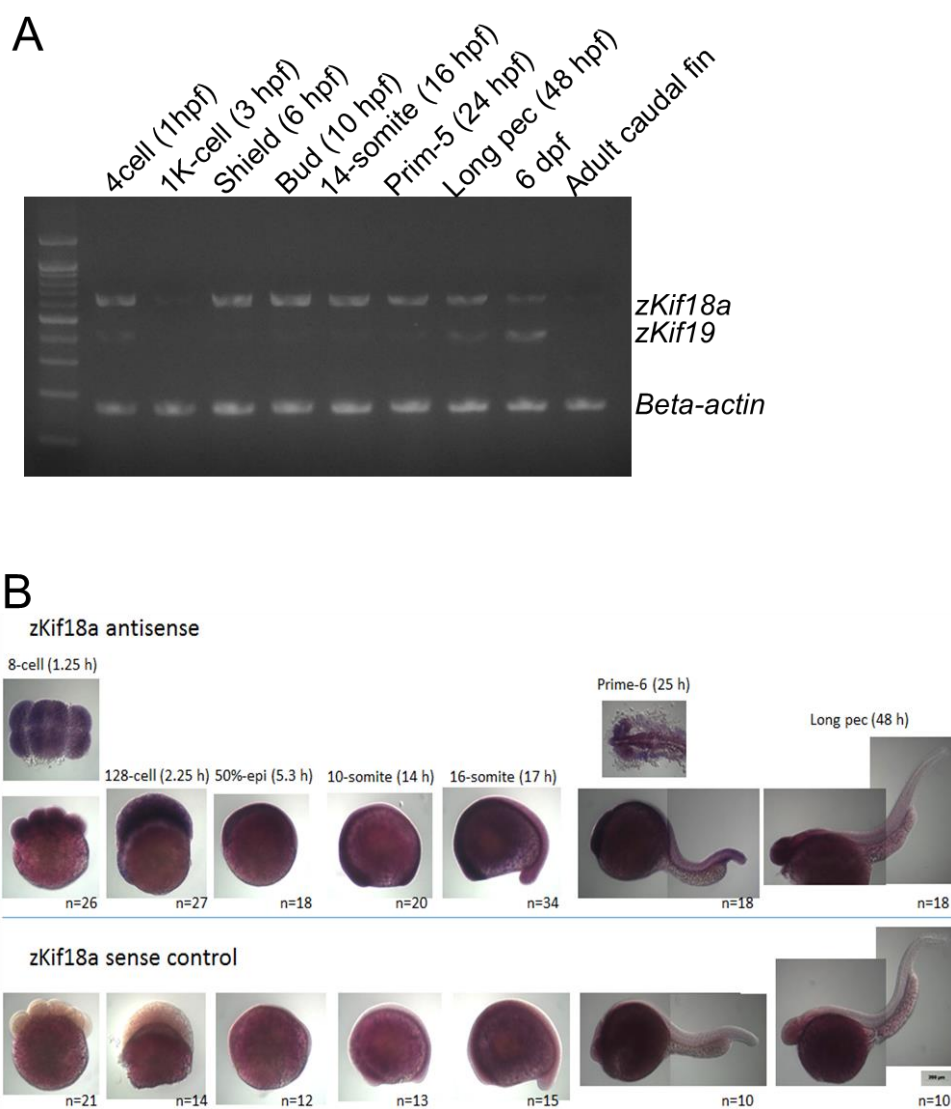 A
4cell (1hpf)
1K-cell (3 hpf)
Shield (6 hpf)
Bud (10 hpf)
14-somite (16 hpf)
Prim-5 (24 hpf)
Long pec (48 hpf)
6 dpf
Adult caudal fin
zKif18a
zKif19
Beta-actin
B
zKif18a antisense
8-cell (1.25 h)
128-cell (2.25 h)
50%-epi (5.3 h)
10-somite (14 h)
16-somite (17 h)
Prime-6 (25 h)
Long pec (48 h)
n=26
n=27
n=18
n=20
n=34
n=18
n=18
zKif18a sense control
n=21
n=14
n=12
n=13
n=15
n=10
n=10